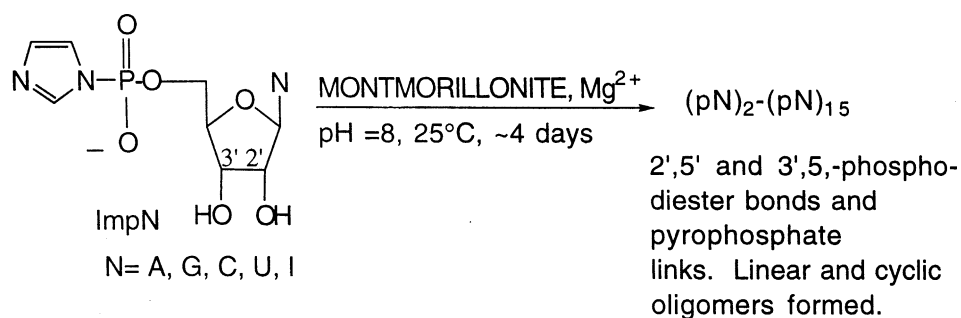 O
N
N
P
O
N
O
O
3' 2'
HO
OH
ImpN
N= A, G, C, U, I
MONTMORILLONITE, Mg²⁺
pH =8, 25°C, ~4 days
(pN)₂-(pN)₁₅
2',5' and 3',5,-phospho-
diester bonds and
pyrophosphate
links. Linear and cyclic
oligomers formed.